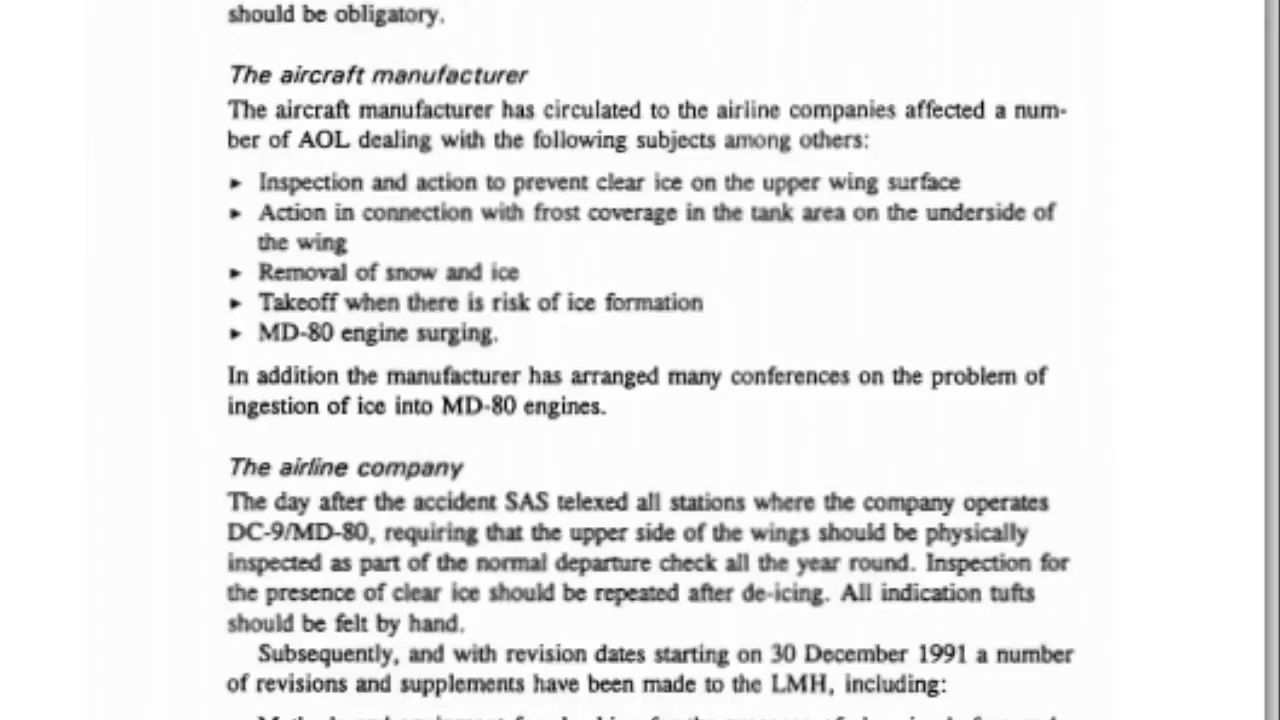 should be obligatory.
The aircraft manufacturer
The aircraft manufacturer has circulated to the airline companies affected a num-
ber of AOL dealing with the following subjects among others:
► Inspection and action to prevent clear ice on the upper wing surface
► Action in connection with frost coverage in the tank area on the underside of
the wing
► Removal of snow and ice
► Takeoff when there is risk of ice formation
► MD-80 engine surging.
In addition the manufacturer has arranged many conferences on the problem of
ingestion of ice into MD-80 engines.
The airline company
The day after the accident SAS telexed all stations where the company operates
DC-9/MD-80, requiring that the upper side of the wings should be physically
inspected as part of the normal departure check all the year round. Inspection for
the presence of clear ice should be repeated after de-icing. All indication tufts
should be felt by hand.
Subsequently, and with revision dates starting on 30 December 1991 a number
of revisions and supplements have been made to the LMH, including: